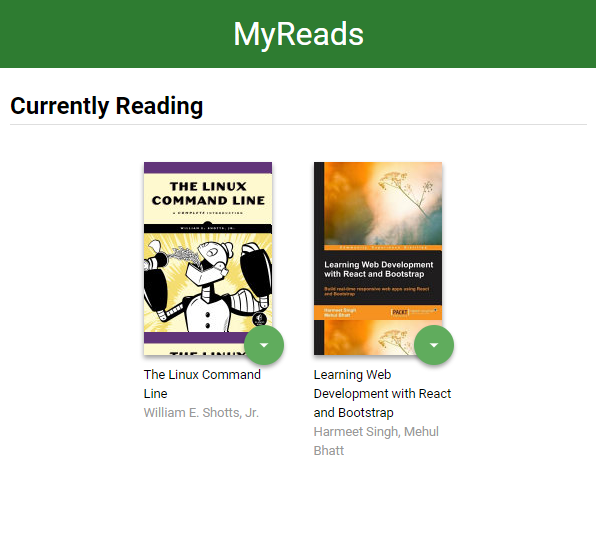 MyReads
Currently Reading
THE LINUX
COMMAND LINE
A COMPLETE INTRODUCTION
WILLIAM E. SHOTTS, JR.
THE LINUX
Learning Web Development
with React and Bootstrap
Build real-time responsive web apps using React
and Bootstrap
Harmeet Singh
Mehul Bhatt
PACKT
The Linux Command
Line
William E. Shotts, Jr.
Learning Web
Development with React
and Bootstrap
Harmeet Singh, Mehul
Bhatt